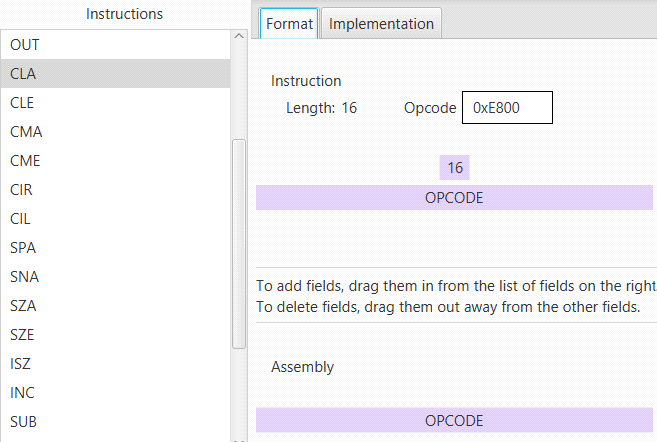 Instructions
OUT
CLA
CLE
CMA
CME
CIR
CIL
SPA
SNA
SZA
SZE
ISZ
INC
SUB
Format Implementation
Instruction
Length: 16 Opcode 0xE800
16
OPCODE
To add fields, drag them in from the list of fields on the right
To delete fields, drag them out away from the other fields.
Assembly
OPCODE